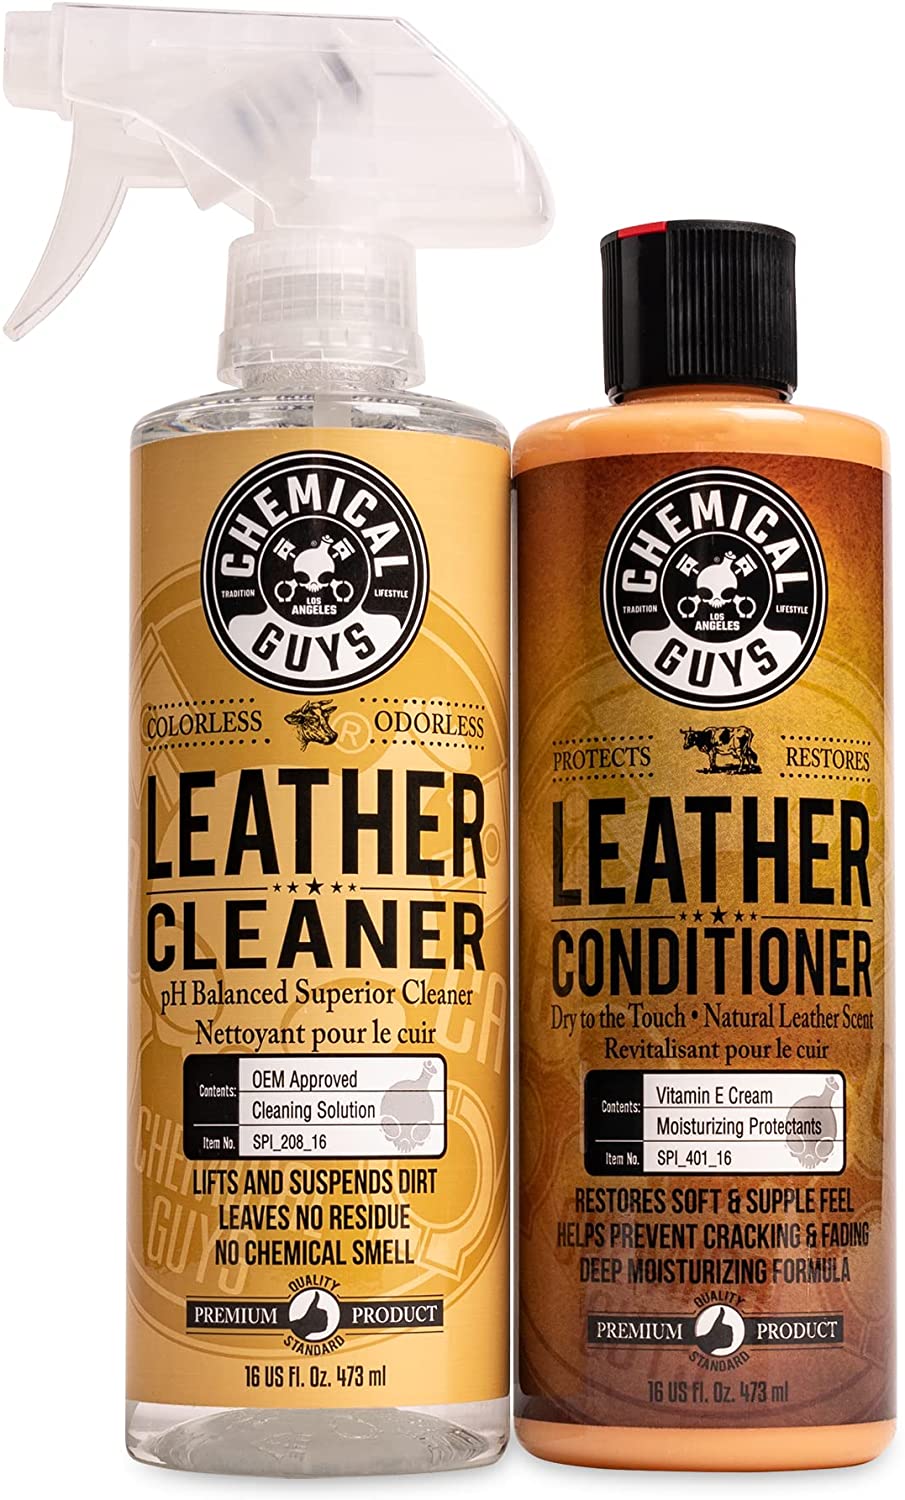 CHEMICAL
TRADITION
LOS ANGELES
LIFESTYLE
GUYS
COLORLESS ODORLESS
LEATHER
CLEANER
pH Balanced Superior Cleaner
Nettoyant pour le cuir
Contents: OEM Approved
Cleaning Solution
Item No. SPI_208_16
LIFTS AND SUSPENDS DIRT
LEAVES NO RESIDUE
NO CHEMICAL SMELL
QUALITY
PREMIUM PRODUCT
STANDARD
16 US fl. Oz. 473 ml
CHEMICAL
TRADITION
LOS ANGELES
LIFESTYLE
GUYS
PROTECTS RESTORES
LEATHER
CONDITIONER
Dry to the Touch • Natural Leather Scent
Revitalisant pour le cuir
Contents: Vitamin E Cream
Moisturizing Protectants
Item No. SPI_401_16
RESTORES SOFT & SUPPLE FEEL
HELPS PREVENT CRACKING & FADING
DEEP MOISTURIZING FORMULA
QUALITY
PREMIUM PRODUCT
STANDARD
16 US fl. Oz. 473 ml